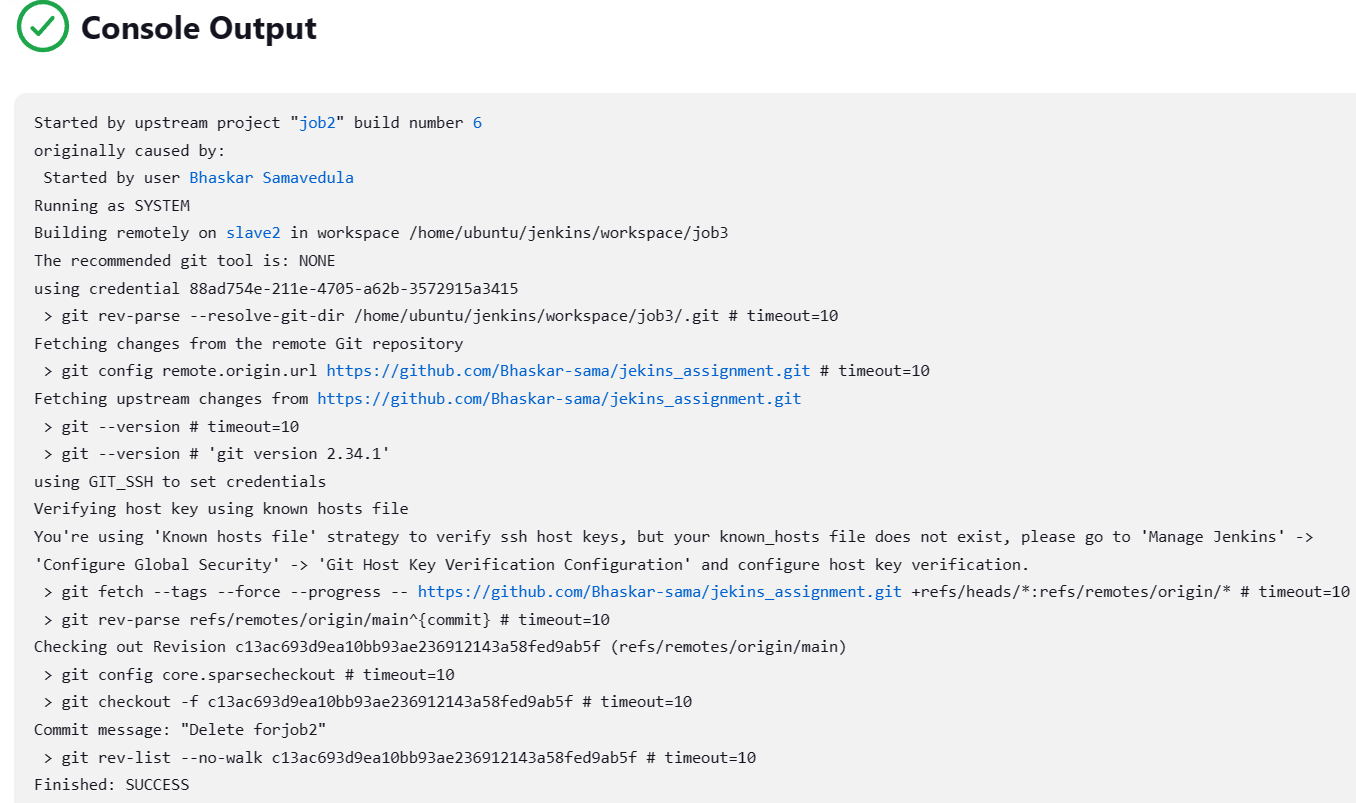 Console Output
Started by upstream project "job2" build number 6
originally caused by:
 Started by user Bhaskar Samavedula
Running as SYSTEM
Building remotely on slave2 in workspace /home/ubuntu/jenkins/workspace/job3
The recommended git tool is: NONE
using credential 88ad754e-211e-4705-a62b-3572915a3415
 > git rev-parse --resolve-git-dir /home/ubuntu/jenkins/workspace/job3/.git # timeout=10
Fetching changes from the remote Git repository
 > git config remote.origin.url https://github.com/Bhaskar-sama/jekins_assignment.git # timeout=10
Fetching upstream changes from https://github.com/Bhaskar-sama/jekins_assignment.git
 > git --version # timeout=10
 > git --version # 'git version 2.34.1'
using GIT_SSH to set credentials
Verifying host key using known hosts file
You're using 'Known hosts file' strategy to verify ssh host keys, but your known_hosts file does not exist, please go to 'Manage Jenkins' ->
'Configure Global Security' -> 'Git Host Key Verification Configuration' and configure host key verification.
 > git fetch --tags --force --progress -- https://github.com/Bhaskar-sama/jekins_assignment.git +refs/heads/*:refs/remotes/origin/* # timeout=10
 > git rev-parse refs/remotes/origin/main^{commit} # timeout=10
Checking out Revision c13ac693d9ea10bb93ae236912143a58fed9ab5f (refs/remotes/origin/main)
 > git config core.sparsecheckout # timeout=10
 > git checkout -f c13ac693d9ea10bb93ae236912143a58fed9ab5f # timeout=10
Commit message: "Delete forjob2"
 > git rev-list --no-walk c13ac693d9ea10bb93ae236912143a58fed9ab5f # timeout=10
Finished: SUCCESS